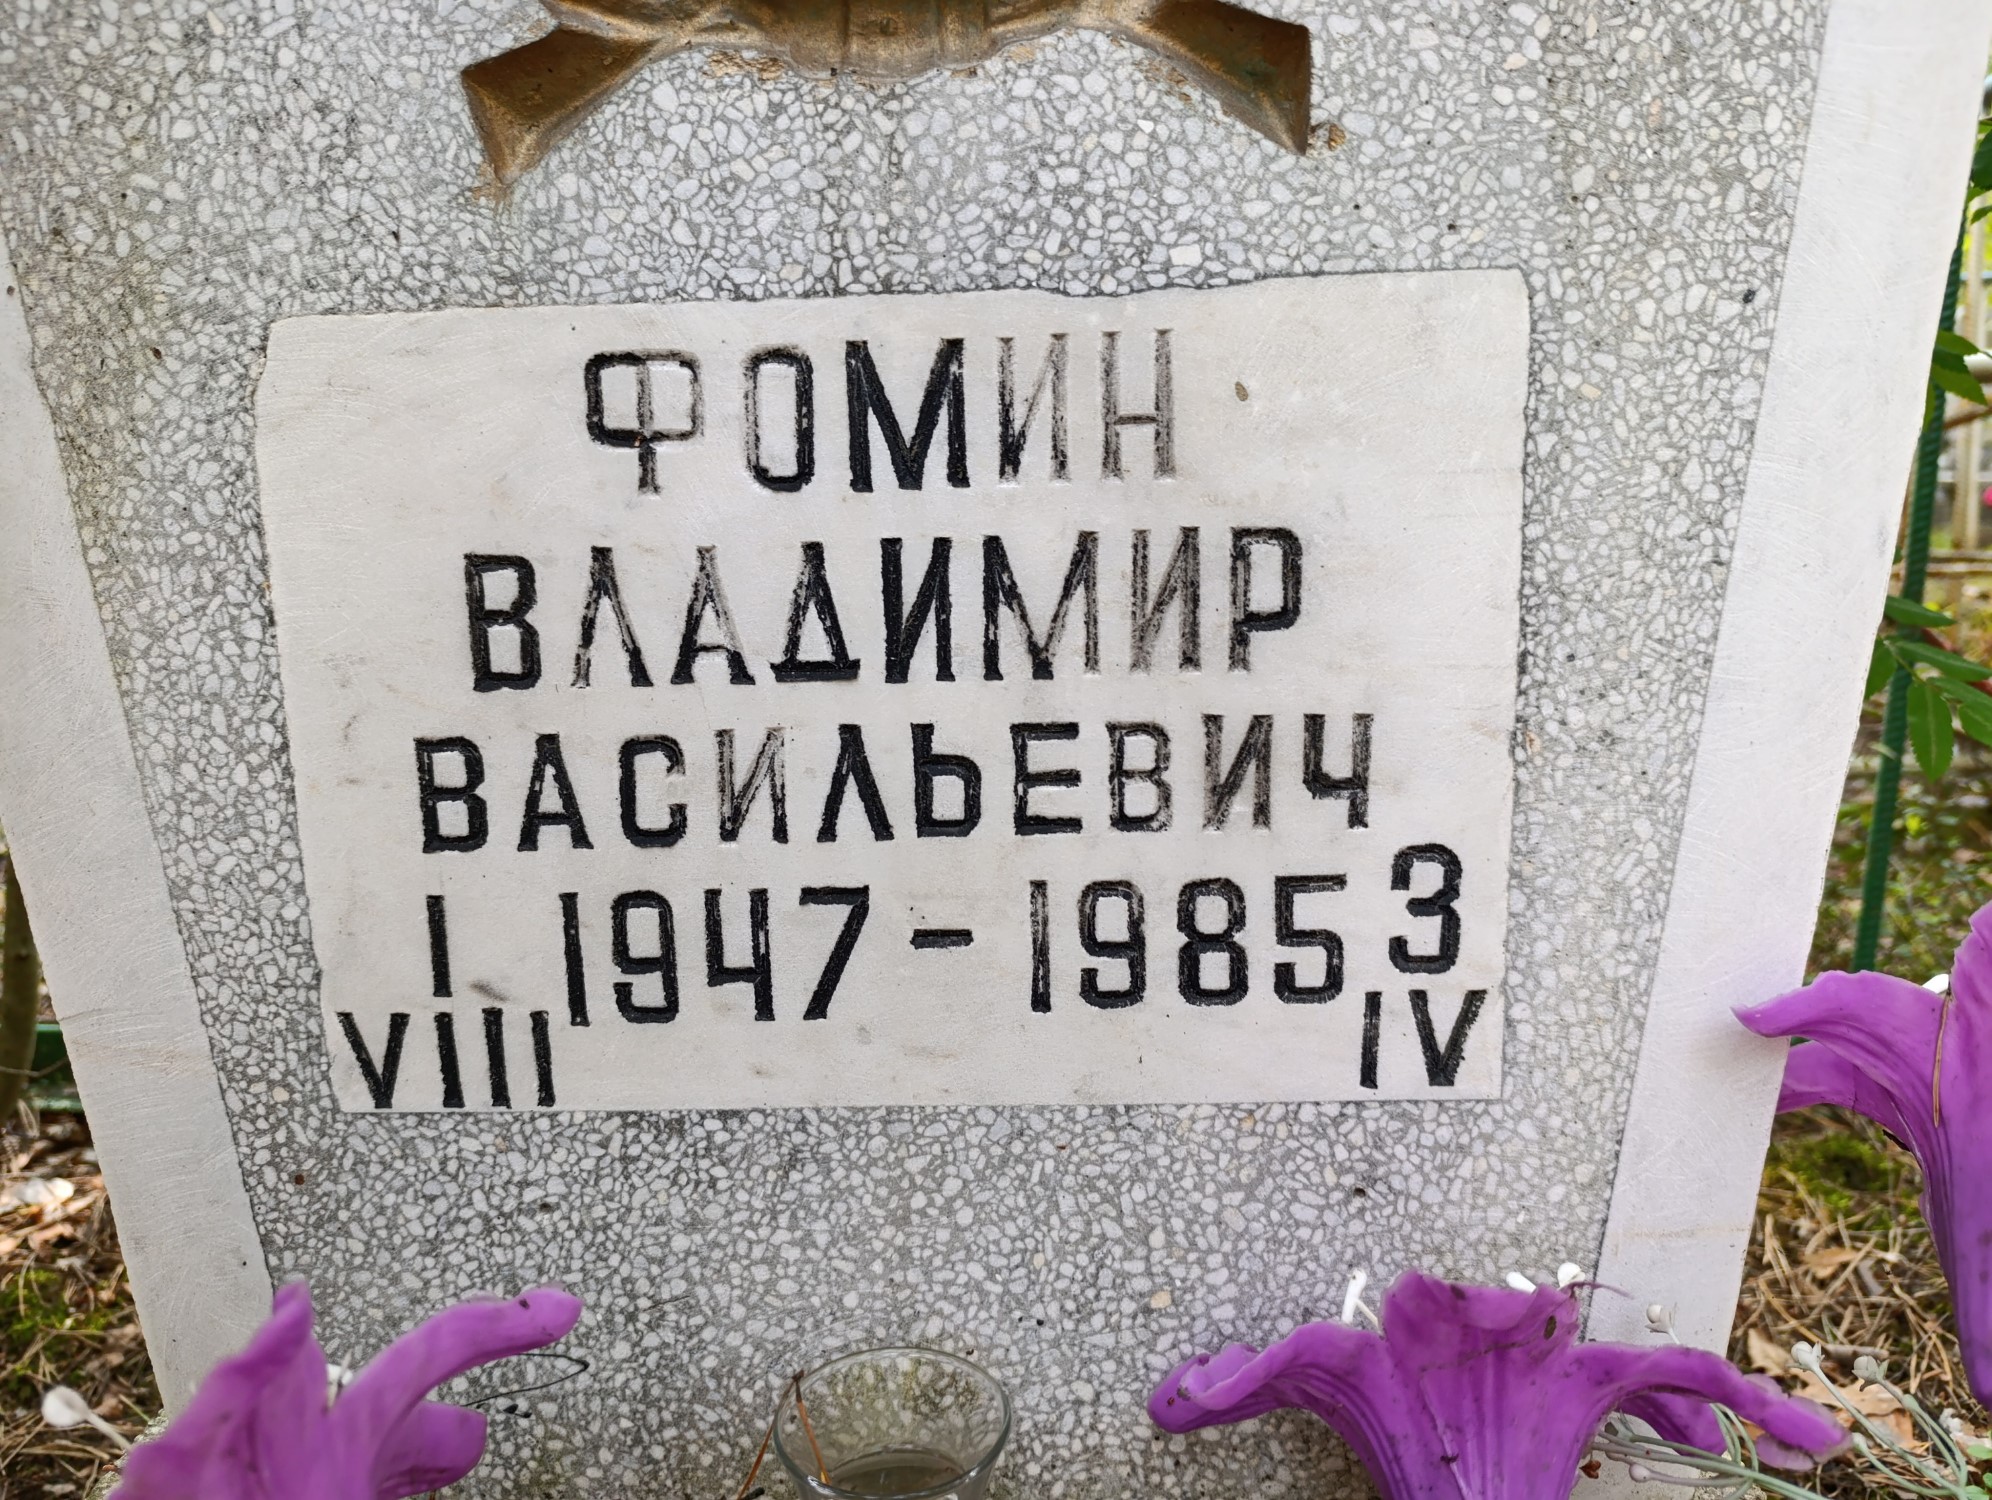 ФОМИН
ВЛАДИМИР
ВАСИЛЬЕВИЧ
I 1947 - 1985 3
VIII IV